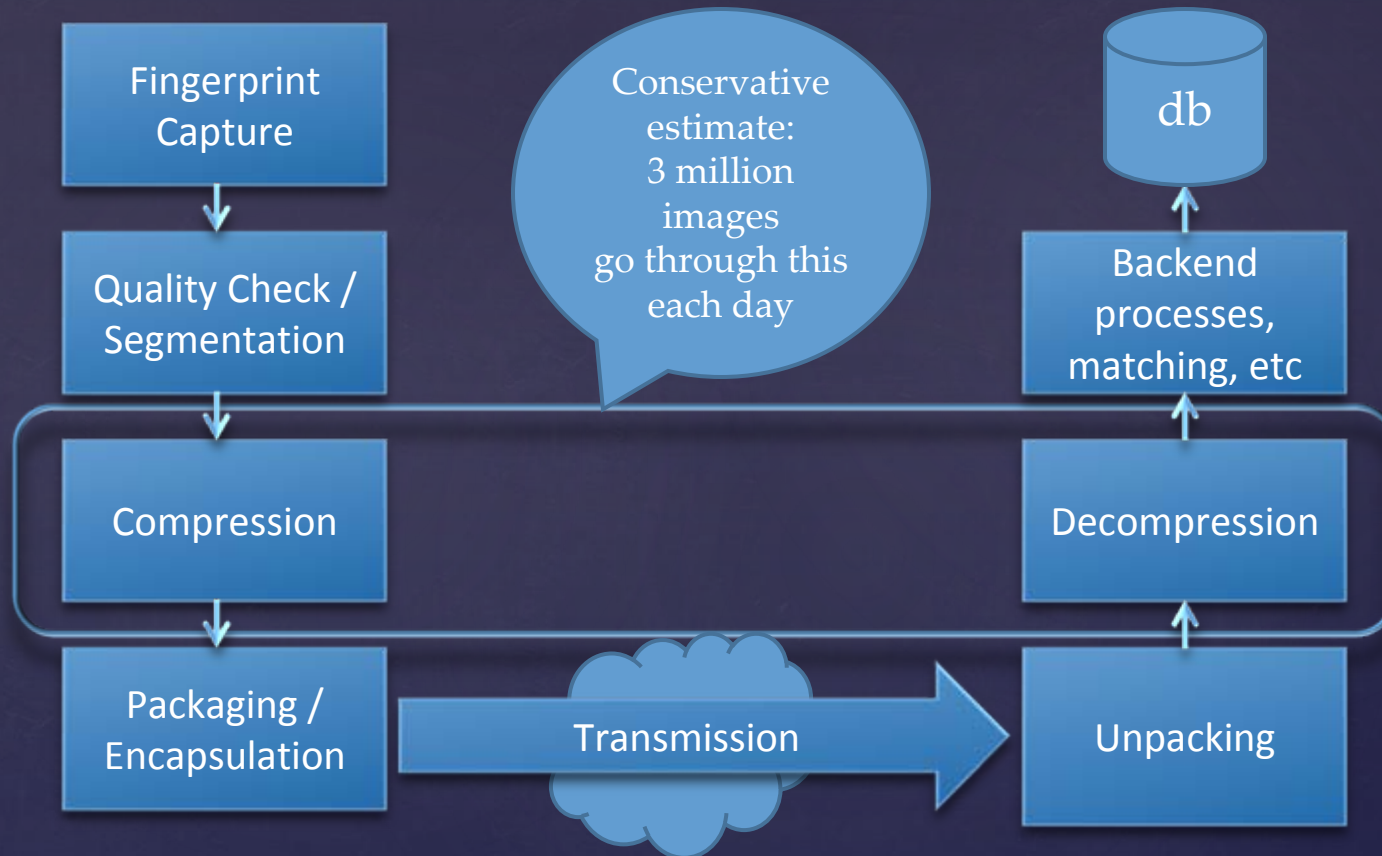 Fingerprint
Capture
Quality Check /
Segmentation
Compression
Packaging /
Encapsulation
Conservative
estimate:
3 million
images
go through this
each day
Transmission
db
Backend
processes,
matching, etc
Decompression
Unpacking